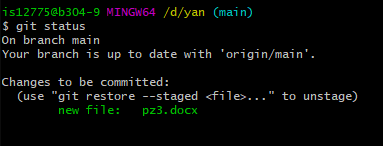 is12775@b304-9 MINGW64 /d/yan (main)
$ git status
On branch main
Your branch is up to date with 'origin/main'.

Changes to be committed:
  (use "git restore --staged <file>..." to unstage)
        new file:   pz3.docx